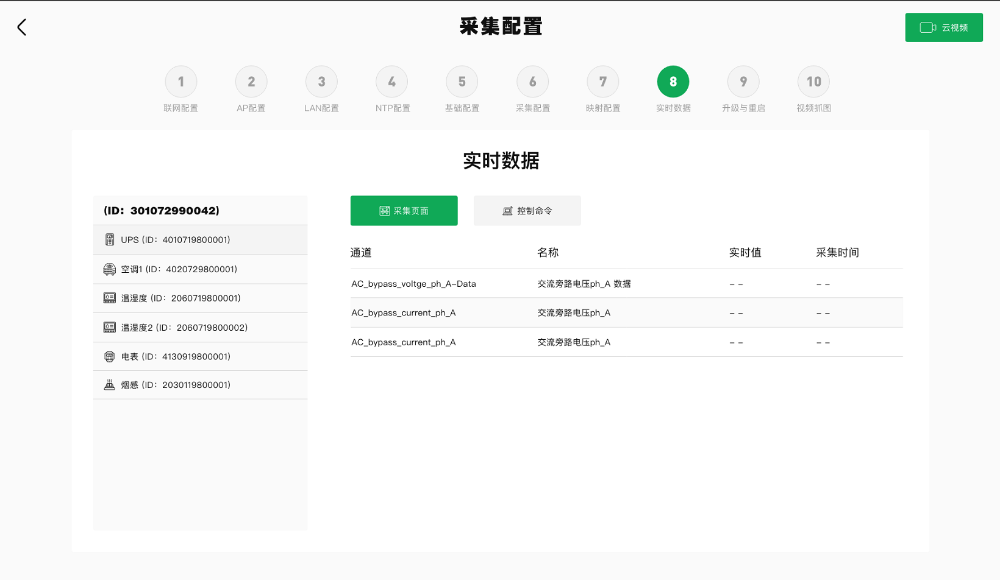 采集配置
云视频
1 2 3 4 5 6 7 8 9 10
联网配置 AP配置 LAN配置 NTP配置 基础配置 采集配置 映射配置 实时数据 升级与重启 视频抓图
实时数据
(ID：301072990042)
UPS (ID：4010719800001)
空调1 (ID：4020729800001)
温湿度 (ID：2060719800001)
温湿度2 (ID：2060719800002)
电表 (ID：4130919800001)
烟感 (ID：2030119800001)
采集页面 控制命令
通道 名称 实时值 采集时间
AC_bypass_voltge_ph_A–Data 交流旁路电压ph_A 数据 – – – –
AC_bypass_current_ph_A 交流旁路电压ph_A – – – –
AC_bypass_current_ph_A 交流旁路电压ph_A – – – –